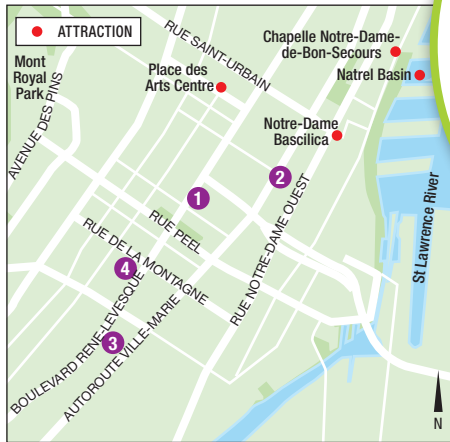 ATTRACTION
RUE SAINT-URBAIN
Chapelle Notre-Dame-
de-Bon-Secours
Mont
Royal
Park
Place des
Arts Centre
Natrel Basin
AVENUE DES PINS
Notre-Dame
Bascilica
2
1
RUE PEEL
St Lawrence River
RUE DE LA MONTAGNE
RUE NOTRE-DAME OUEST
4
3
BOULEVARD RENE-LEVESQUE
AUTOROUTE VILLE-MARIE
N